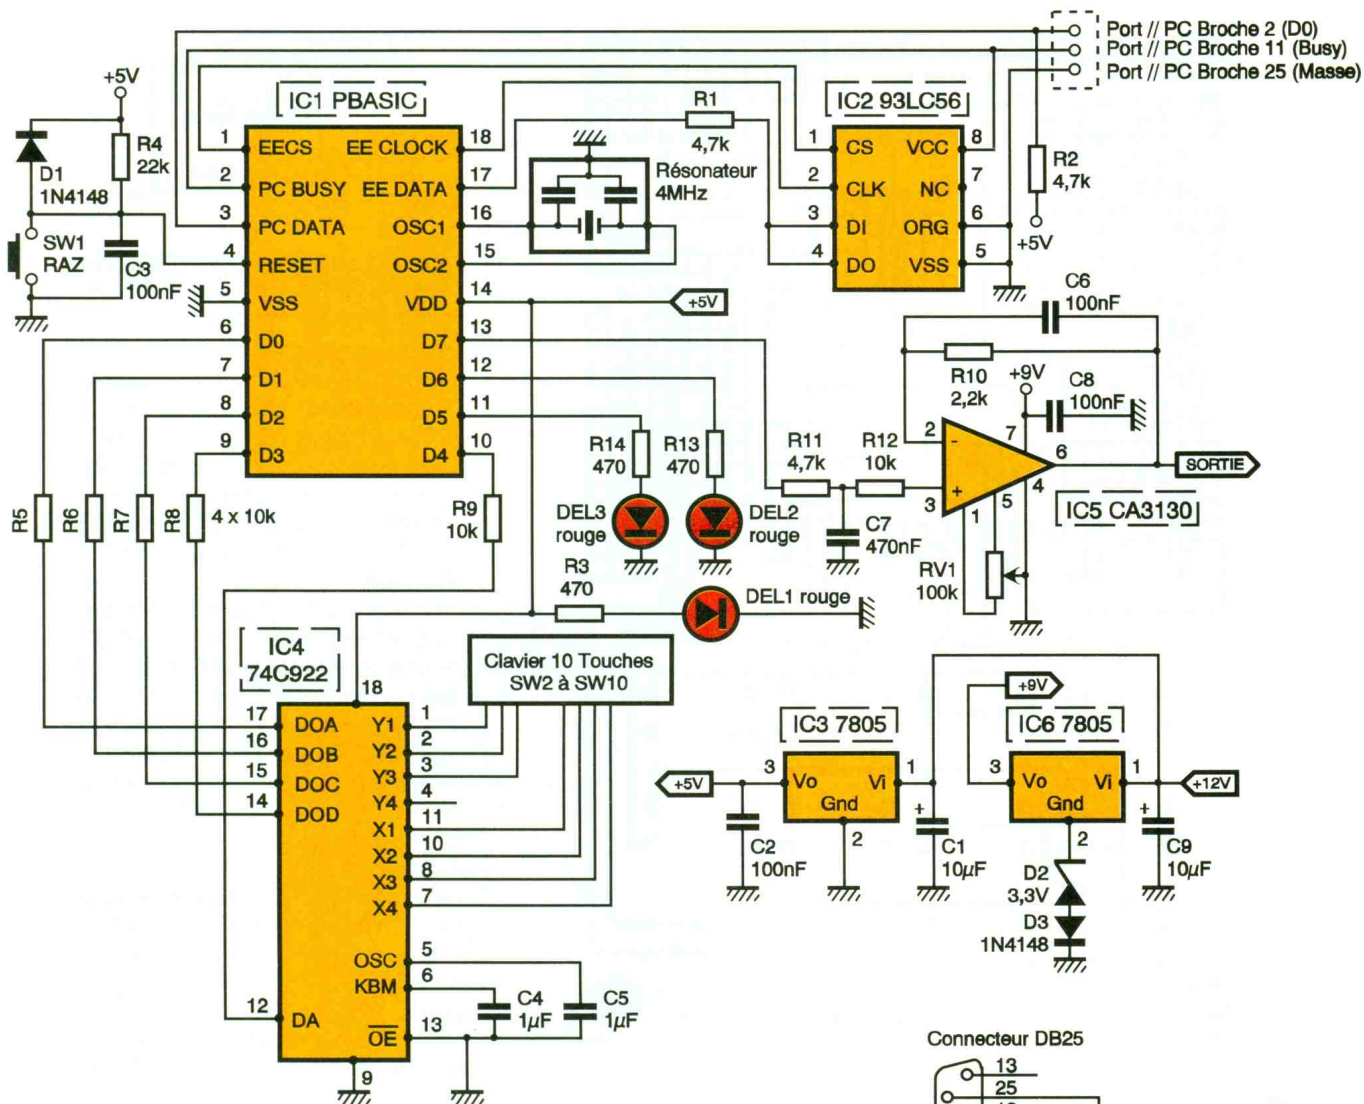 Port // PC Broche 2 (D0)
Port // PC Broche 11 (Busy)
Port // PC Broche 25 (Masse)
+5V
IC1 PBASIC
R1
4,7k
IC2 93LC56
R4
22k
D1
1N4148
SW1
RAZ
C3
100nF
1 EECS
2 PC BUSY
3 PC DATA
4 RESET
5 VSS
6 D0
7 D1
8 D2
9 D3
EE CLOCK 18
EE DATA 17
OSC1 16
OSC2 15
VDD 14
D7 13
D6 12
D5 11
D4 10
Résonateur
4MHz
+5V
1 CS
2 CLK
3 DI
4 DO
VCC 8
NC 7
ORG 6
VSS 5
R2
4,7k
+5V
C6
100nF
R10
2,2k
+9V
C8
100nF
2
-
3
+
7
6
4
5
1
SORTIE
IC5 CA3130
RV1
100k
R11
4,7k
R12
10k
C7
470nF
R14
470
R13
470
DEL3
rouge
DEL2
rouge
R3
470
DEL1 rouge
R5
R6
R7
R8
4 x 10k
R9
10k
IC4
74C922
18
Clavier 10 Touches
SW2 à SW10
17 DOA
16 DOB
15 DOC
14 DOD
12 DA
Y1 1
Y2 2
Y3 3
Y4 4
X1 11
X2 10
X3 8
X4 7
OSC 5
KBM 6
OE 13
9
C4
1µF
C5
1µF
+9V
IC3 7805
IC6 7805
+5V
3 Vo Vi 1
Gnd
2
C2
100nF
+
C1
10µF
3 Vo Vi 1
Gnd
2
+12V
+
C9
10µF
D2
3,3V
D3
1N4148
Connecteur DB25
13
25